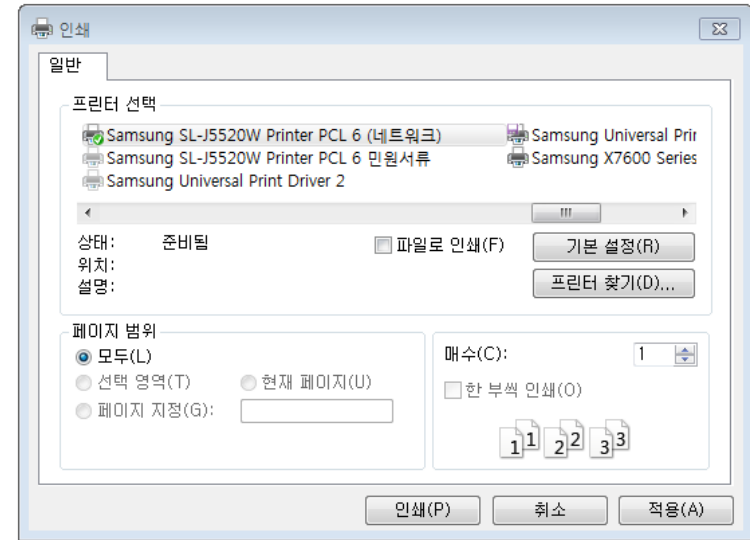 인쇄
일반
프린터 선택
Samsung SL-J5520W Printer PCL 6 (네트워크)
Samsung Universal Prin
Samsung SL-J5520W Printer PCL 6 민원서류
Samsung X7600 Series
Samsung Universal Print Driver 2
상태: 준비됨
파일로 인쇄(F)
기본 설정(R)
위치:
설명:
프린터 찾기(D)...
페이지 범위
모두(L)
선택 영역(T)
현재 페이지(U)
페이지 지정(G):
매수(C): 1
한 부씩 인쇄(O)
1 1 2 2 3 3
인쇄(P)
취소
적용(A)